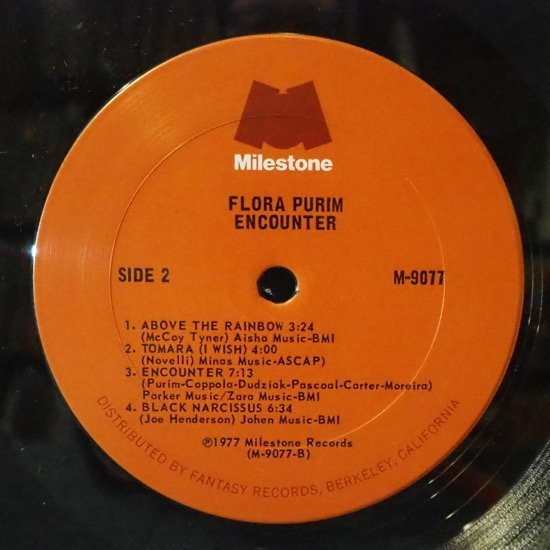 Milestone
FLORA PURIM
ENCOUNTER
SIDE 2
M-9077
1. ABOVE THE RAINBOW 3:24
(McCoy Tyner) Aisha Music-BMI
2. TOMARA (I WISH) 4:00
(Novelli) Minas Music-ASCAP)
3. ENCOUNTER 7:13
(Purim-Coppola-Dudziak-Pascoal-Carter-Moreira)
Parker Music/Zara Music-BMI
4. BLACK NARCISSUS 6:34
(Joe Henderson) Johen Music-BMI
℗1977 Milestone Records
(M-9077-B)
DISTRIBUTED BY FANTASY RECORDS, BERKELEY, CALIFORNIA